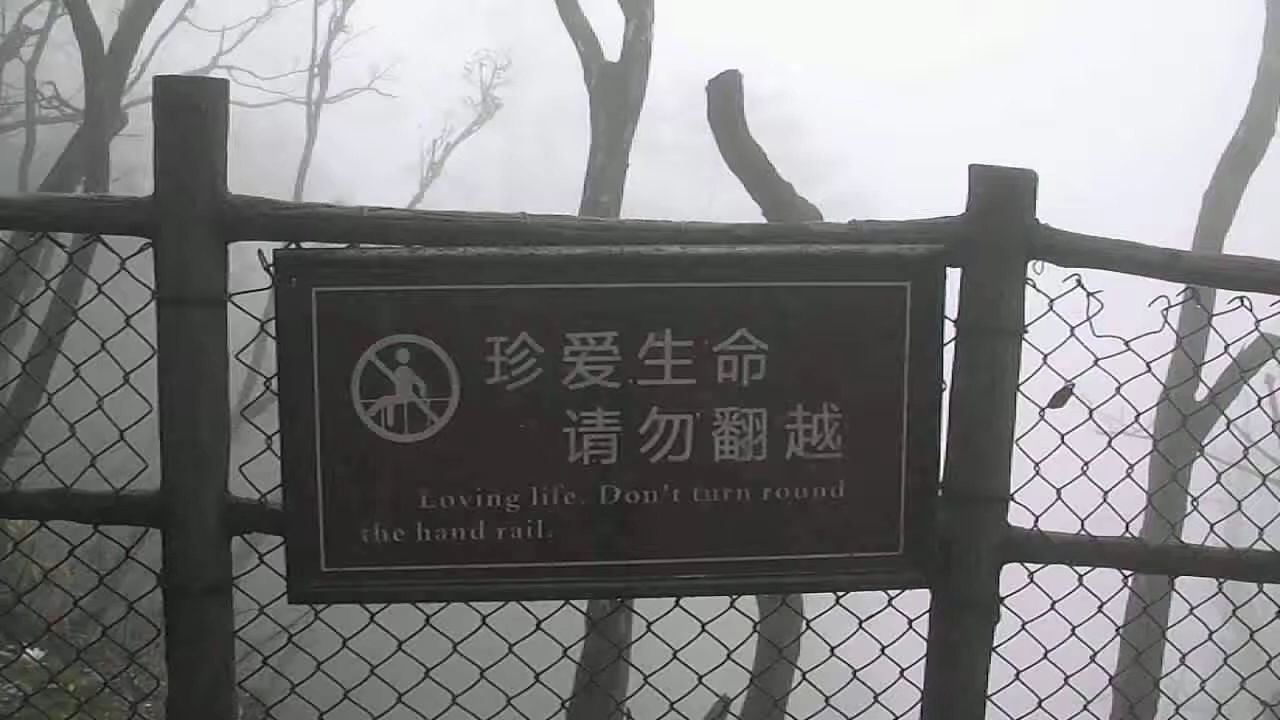 珍爱生命
请勿翻越
Loving life. Don't turn round
the hand rail.